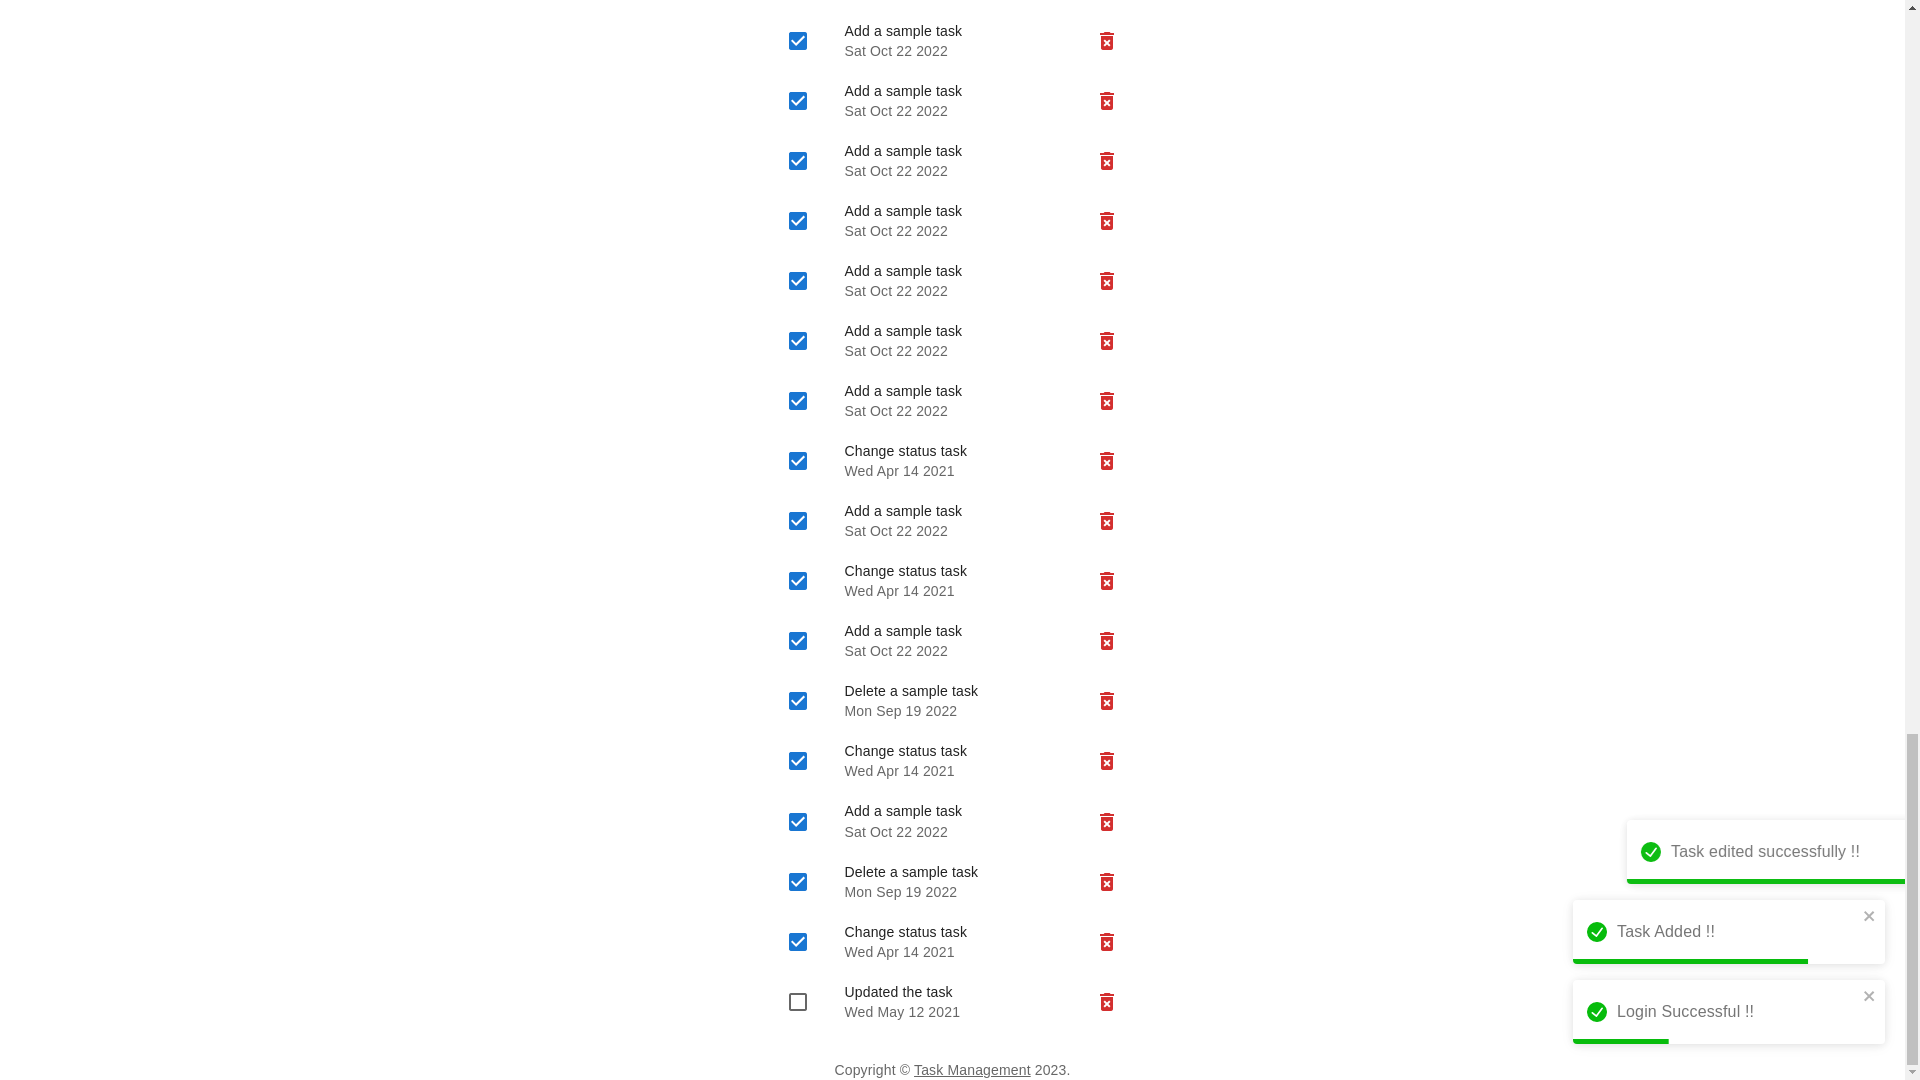 Add a sample task
Sat Oct 22 2022
Add a sample task
Sat Oct 22 2022
Add a sample task
Sat Oct 22 2022
Add a sample task
Sat Oct 22 2022
Add a sample task
Sat Oct 22 2022
Add a sample task
Sat Oct 22 2022
Add a sample task
Sat Oct 22 2022
Change status task
Wed Apr 14 2021
Add a sample task
Sat Oct 22 2022
Change status task
Wed Apr 14 2021
Add a sample task
Sat Oct 22 2022
Delete a sample task
Mon Sep 19 2022
Change status task
Wed Apr 14 2021
Add a sample task
Sat Oct 22 2022
Delete a sample task
Mon Sep 19 2022
Change status task
Wed Apr 14 2021
Updated the task
Wed May 12 2021
Copyright © Task Management 2023.
Task edited successfully !!
Task Added !!
Login Successful !!